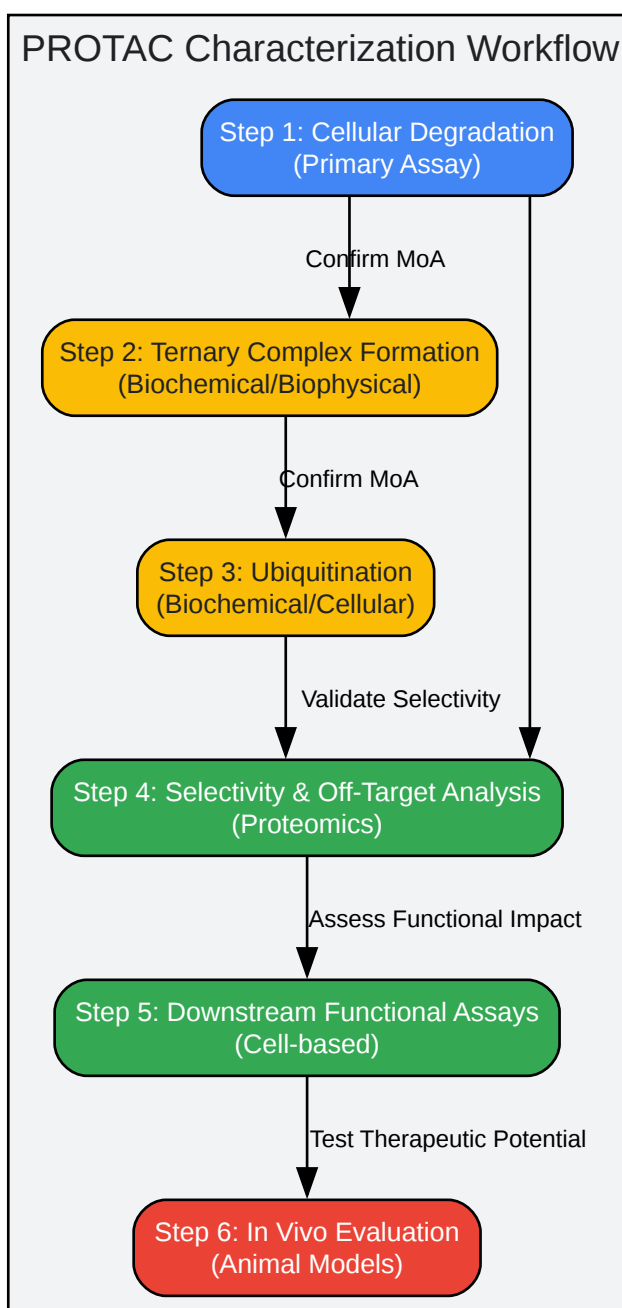 PROTAC Characterization Workflow
Step 1: Cellular Degradation
(Primary Assay)
Confirm MoA
Step 2: Ternary Complex Formation
(Biochemical/Biophysical)
Confirm MoA
Step 3: Ubiquitination
(Biochemical/Cellular)
Validate Selectivity
Step 4: Selectivity & Off-Target Analysis
(Proteomics)
Assess Functional Impact
Step 5: Downstream Functional Assays
(Cell-based)
Test Therapeutic Potential
Step 6: In Vivo Evaluation
(Animal Models)